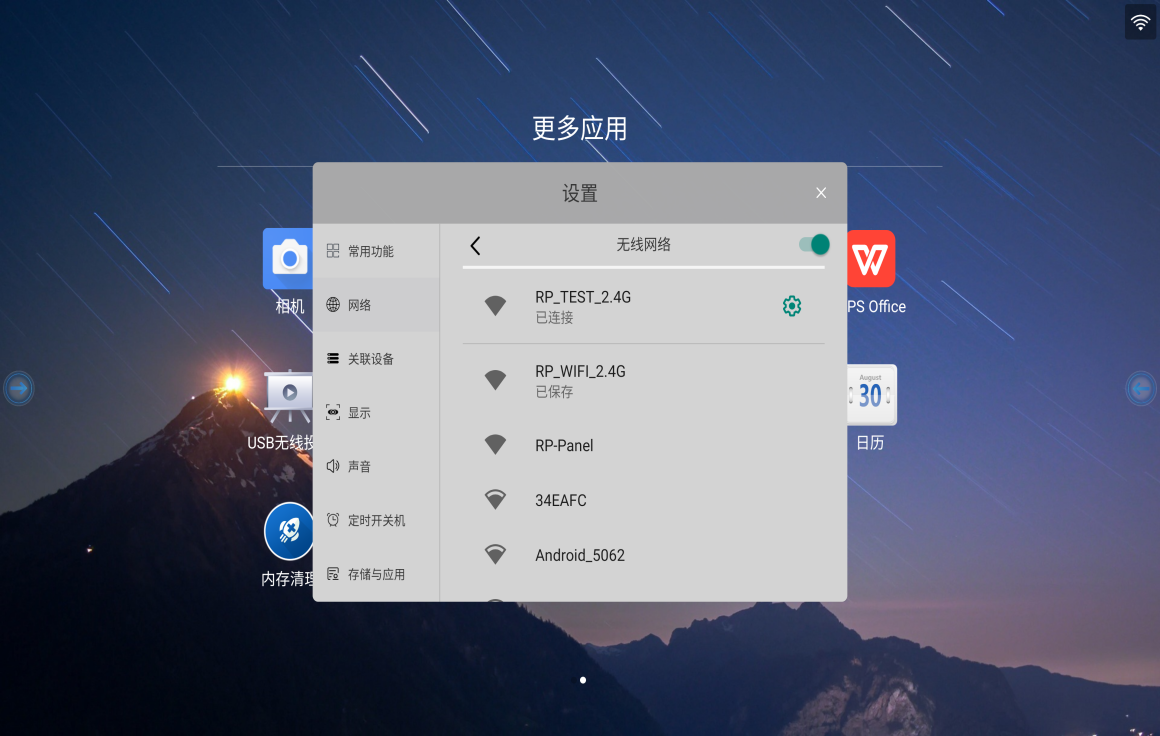 更多应用
设置
常用功能
无线网络
网络
RP_TEST_2.4G
已连接
相机
PS Office
关联设备
RP_WIFI_2.4G
已保存
August
30
显示
USB无线投
RP-Panel
日历
声音
34EAFC
定时开关机
Android_5062
存储与应用
内存清理